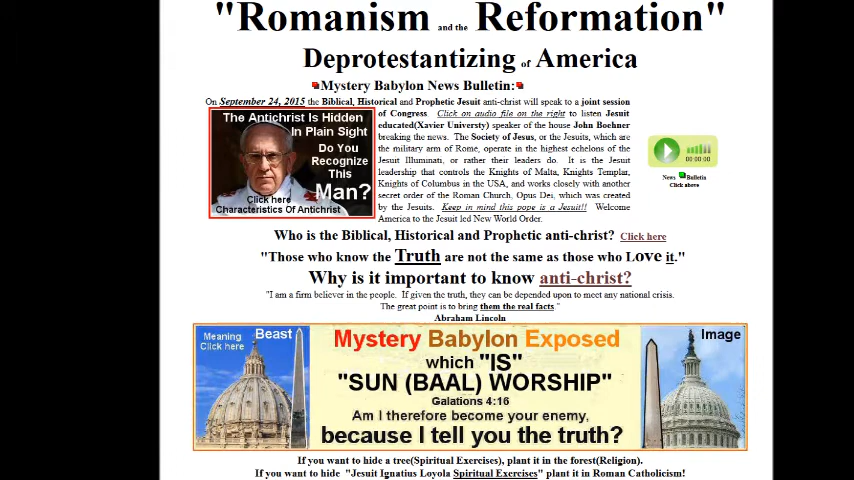 "Romanism and the Reformation"
Deprotestantizing of America
Mystery Babylon News Bulletin:
On September 24, 2015 the Biblical, Historical and Prophetic Jesuit anti-christ will speak to a joint session
The Antichrist Is Hidden
In Plain Sight
Do You
Recognize
This
Man?
Click here
Characteristics Of Antichrist
of Congress Click on audio file on the right to listen Jesuit
educated(Xavier Universty) speaker of the house John Boehner
breaking the news. The Society of Jesus, or the Jesuits, which are
the military arm of Rome, operate in the highest echelons of the
Jesuit Illuminati, or rather their leaders do. It is the Jesuit
leadership that controls the Knights of Malta, Knights Templar,
Knights of Columbus in the USA, and works closely with another
secret order of the Roman Church, Opus Dei, which was created
by the Jesuits. Keep in mind this pope is a Jesuit!! Welcome
America to the Jesuit led New World Order.
00:00:00
News Bulletin
Click above
Who is the Biblical, Historical and Prophetic anti-christ? Click here
"Those who know the Truth are not the same as those who Love it."
Why is it important to know anti-christ?
"I am a firm believer in the people. If given the truth, they can be depended upon to meet any national crisis.
The great point is to bring them the real facts."
Abraham Lincoln
Meaning
Click here
Beast
Mystery Babylon Exposed
which "IS"
"SUN (BAAL) WORSHIP"
Galations 4:16
Am I therefore become your enemy,
because I tell you the truth?
Image
If you want to hide a tree(Spiritual Exercises), plant it in the forest(Religion).
If you want to hide "Jesuit Ignatius Loyola Spiritual Exercises" plant it in Roman Catholicism!